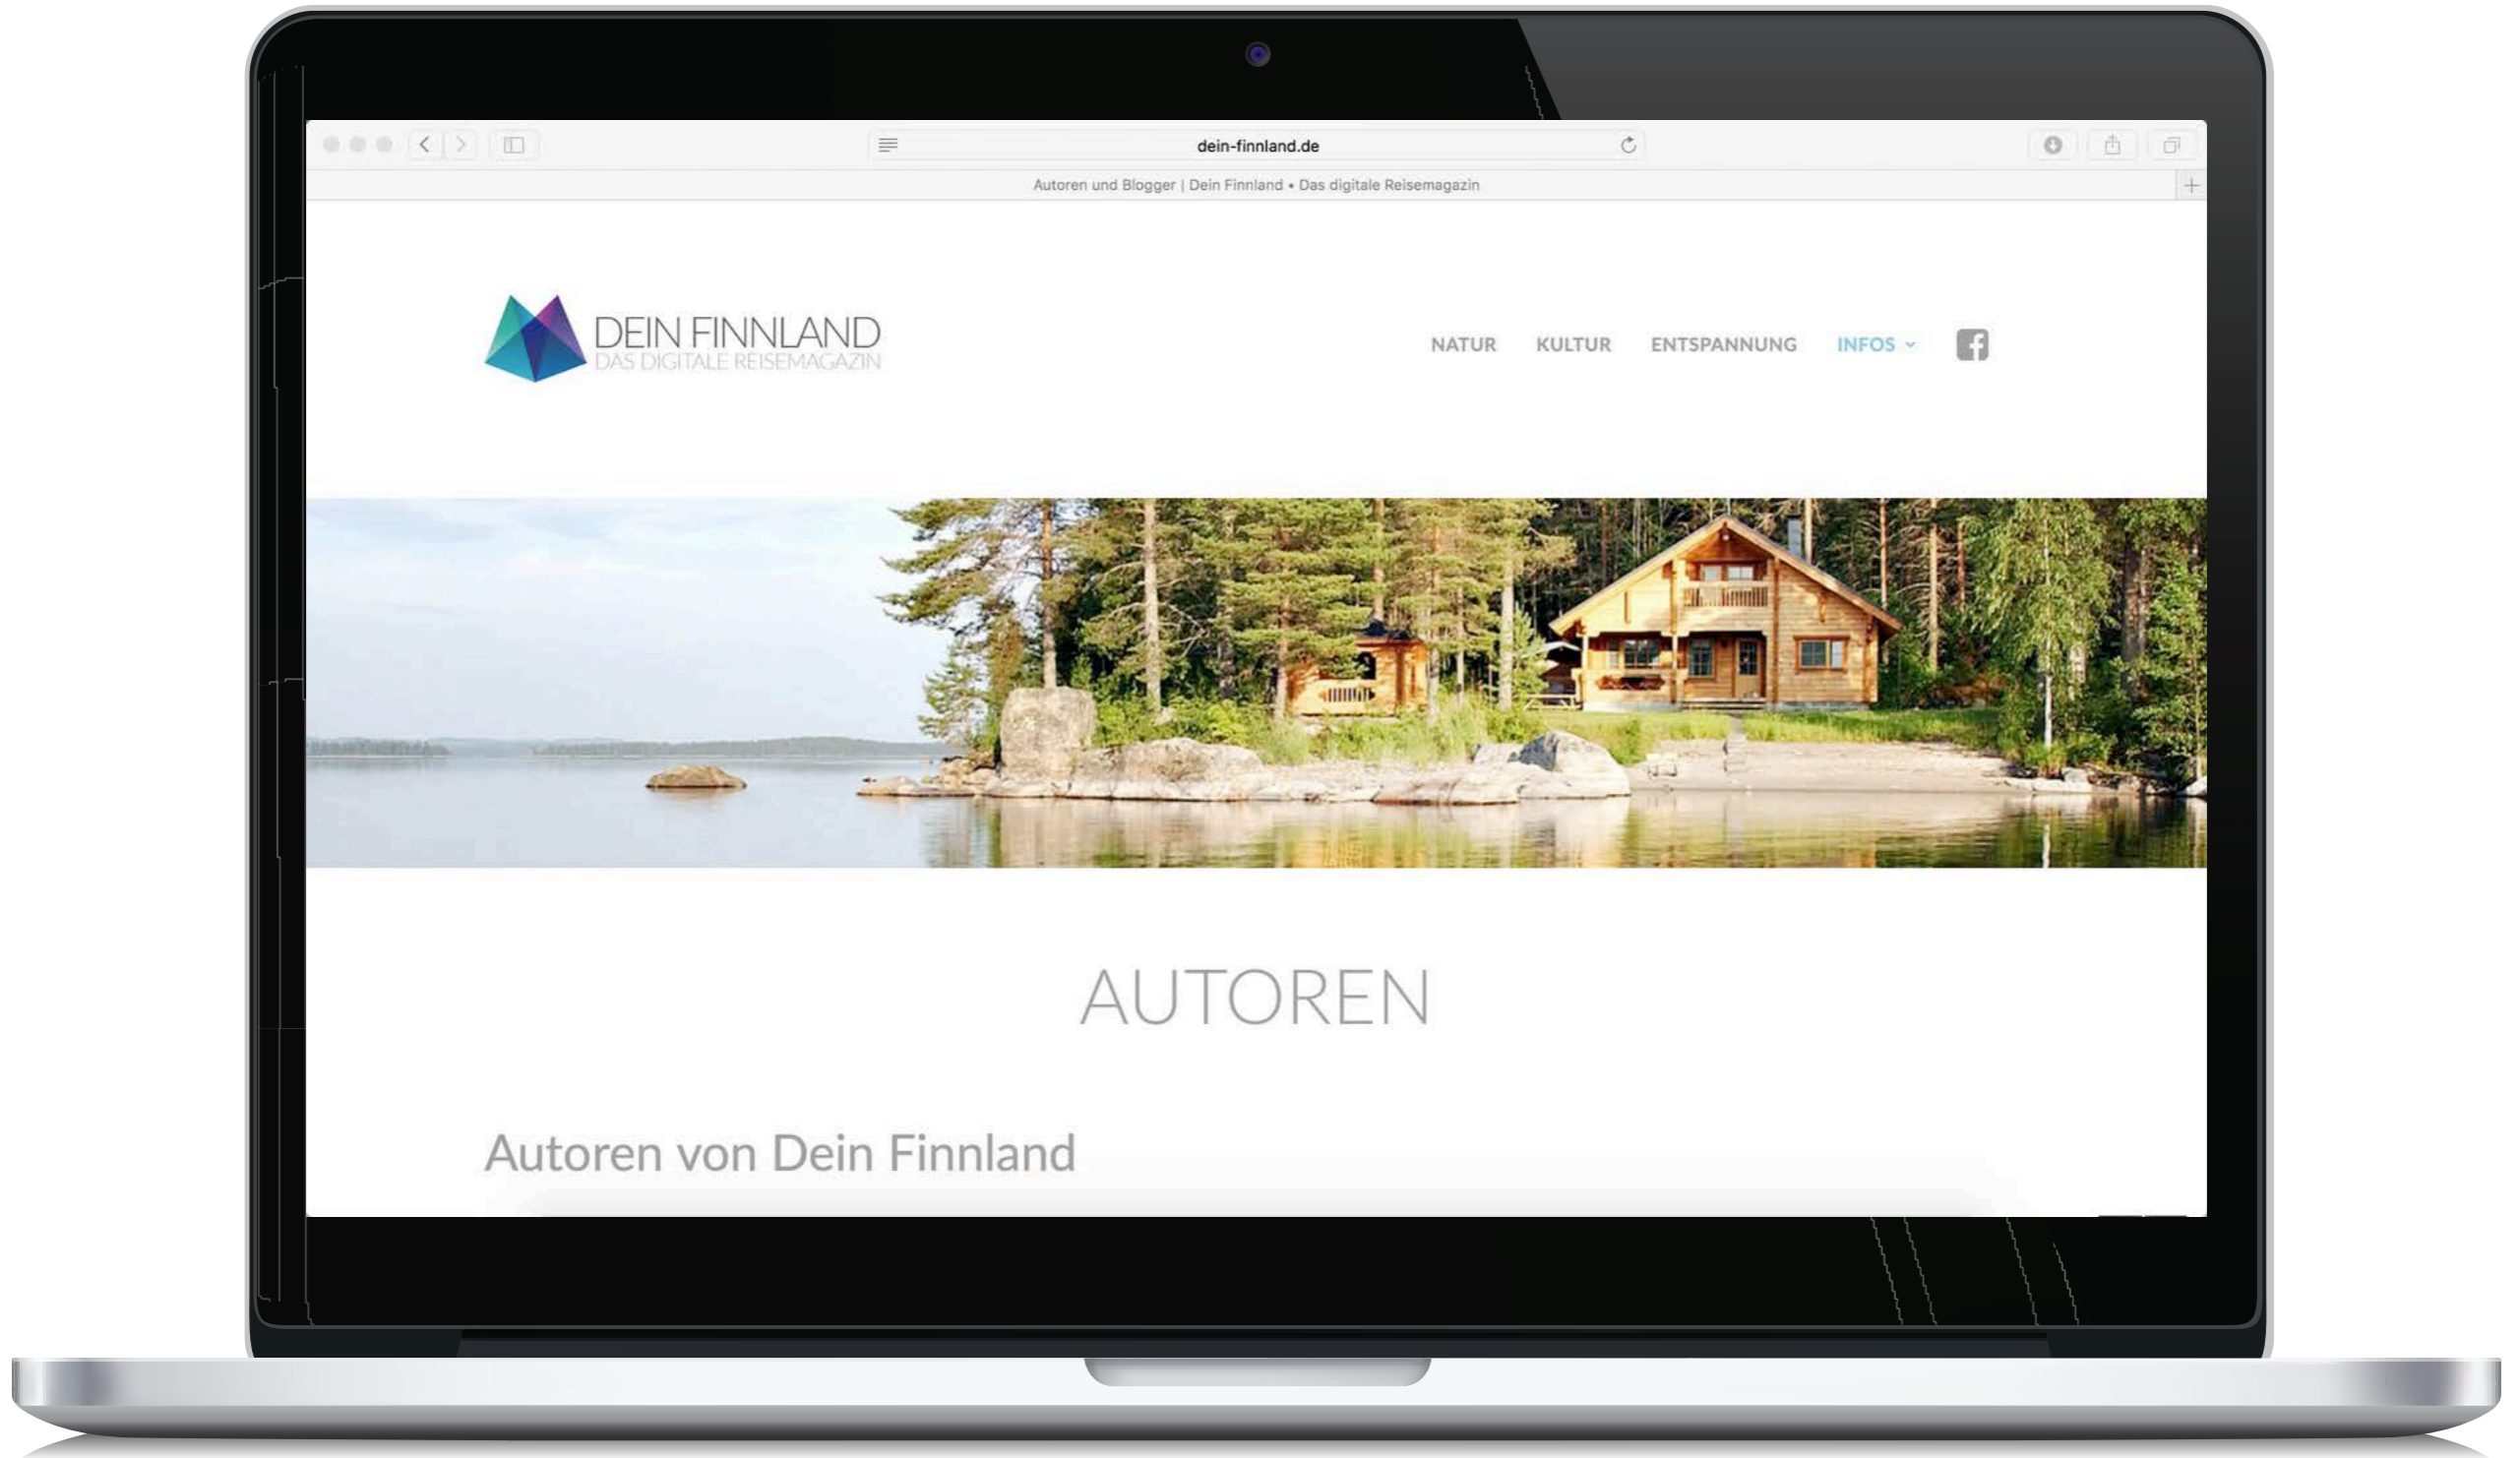 dein-finnland.de
Autoren und Blogger | Dein Finnland • Das digitale Reisemagazin
DEIN FINNLAND
DAS DIGITALE REISEMAGAZIN
NATUR KULTUR ENTSPANNUNG INFOS
AUTOREN
Autoren von Dein Finnland